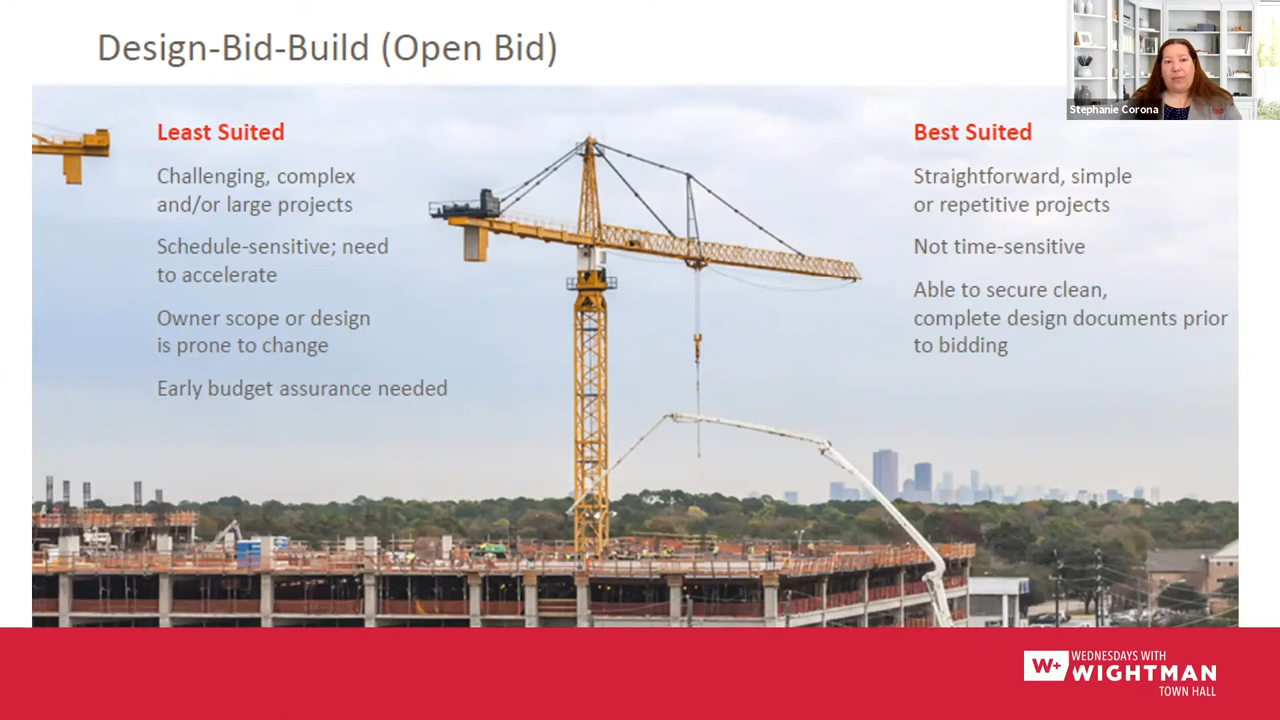 Design-Bid-Build (Open Bid)
Stephanie Corona
Least Suited
Challenging, complex
and/or large projects
Schedule-sensitive; need
to accelerate
Owner scope or design
is prone to change
Early budget assurance needed
Best Suited
Straightforward, simple
or repetitive projects
Not time-sensitive
Able to secure clean,
complete design documents prior
to bidding
W+
WEDNESDAYS WITH
WIGHTMAN
TOWN HALL